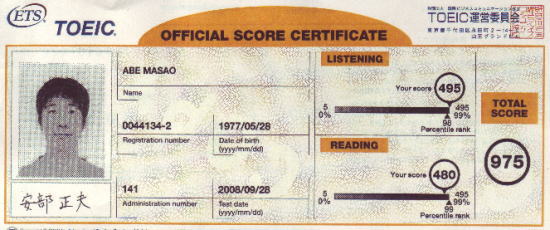 ETS
TOEIC.
OFFICIAL SCORE CERTIFICATE
TOEIC運営委員会
ABE MASAO
Name
0044134-2
Registration number
1977/05/28
Date of birth
(yyyy/mm/dd)
141
Administration number
2008/09/28
Test date
(yyyy/mm/dd)
安部 正夫
LISTENING
Your score 495
5 495
0% 99%
98
Percentile rank
READING
Your score 480
5 495
0% 99%
99
Percentile rank
TOTAL
SCORE
975